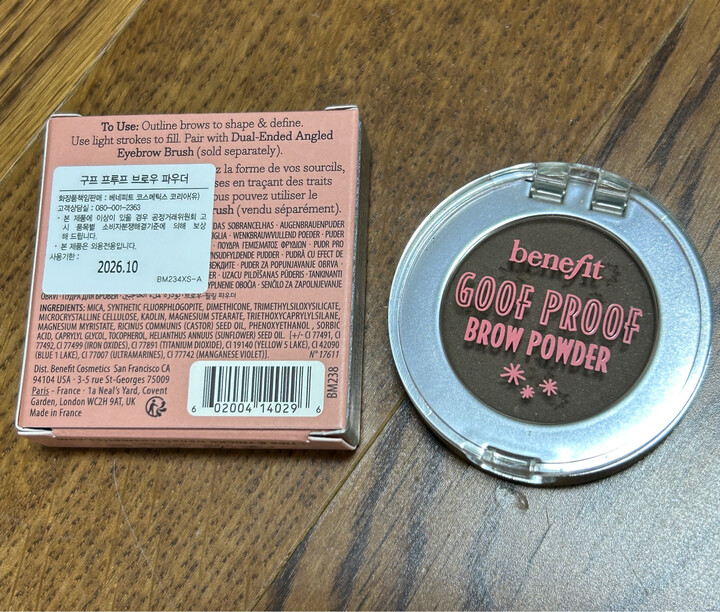 To Use: Outline brows to shape & define.
Use light strokes to fill. Pair with Dual-Ended Angled
Eyebrow Brush (sold separately).
z la forme de vos sourcils,
ses en traçant des traits
ous pouvez utiliser le
rush (vendu séparément).
구프 프루프 브로우 파우더
화장품책임판매 : 베네피트 코스메틱스 코리아(유)
고객상담실 : 080-001-2363
· 본 제품에 이상이 있을 경우 공정거래위원회 고
시 품목별 소비자분쟁해결기준에 의해 보상
해 드립니다.
· 본 제품은 외용전용입니다.
사용기한 :
2026.10
BM234XS-A
DAS SOBRANCELHAS - AUGENBRAUENPUDER
- WENKBRAUWVULLEND POEDER - PUDER
ΠΟΥΔΡΑ ΓΕΜΙΣΜΑΤΟΣ ΦΡΥΔΙΩΝ - PUDR PRO
NSDYPLENDE PUDDER - PUDRĂ CU EFECT DE
- PUDAR ZA POPUNJAVANJE OBRVA -
- UZACU PILDĪŠANAS PŪDERIS - TANKINANTI
INGREDIENTS: MICA, SYNTHETIC FLUORPHLOGOPITE, DIMETHICONE, TRIMETHYLSILOXYSILICATE,
MICROCRYSTALLINE CELLULOSE, KAOLIN, MAGNESIUM STEARATE, TRIETHOXYCAPRYLYLSILANE,
MAGNESIUM MYRISTATE, RICINUS COMMUNIS (CASTOR) SEED OIL, PHENOXYETHANOL, SORBIC
ACID, CAPRYLYL GLYCOL, TOCOPHEROL, HELIANTHUS ANNUUS (SUNFLOWER) SEED OIL. [+/- CI 77491, CI
77492, CI 77499 (IRON OXIDES), CI 77891 (TITANIUM DIOXIDE), CI 19140 (YELLOW 5 LAKE), CI 42090
(BLUE 1 LAKE), CI 77007 (ULTRAMARINES), CI 77742 (MANGANESE VIOLET)]. N° 17611
Dist. Benefit Cosmetics San Francisco CA
94104 USA • 3-5 rue St-Georges 75009
Paris - France • 1a Neal's Yard, Covent
Garden, London WC2H 9AT, UK
Made in France
6 02004 14029 6
BM238
benefit
GOOF PROOF
BROW POWDER